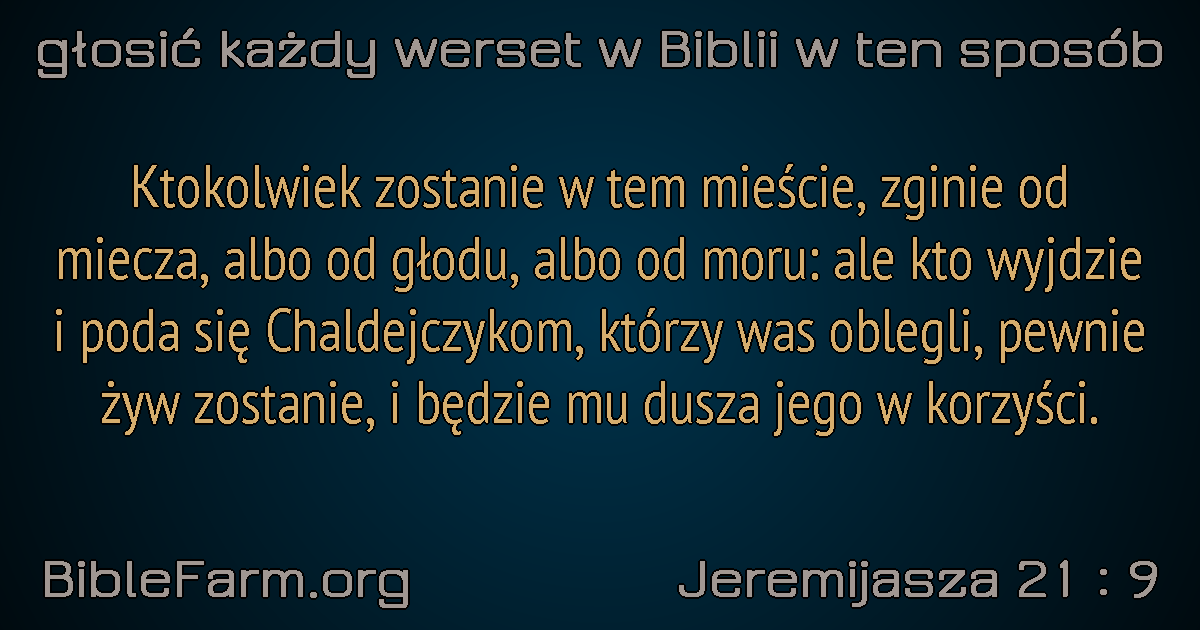 głosić każdy werset w Biblii w ten sposób
Ktokolwiek zostanie w tem mieście, zginie od
miecza, albo od głodu, albo od moru: ale kto wyjdzie
i poda się Chaldejczykom, którzy was oblegli, pewnie
żyw zostanie, i będzie mu dusza jego w korzyści.
BibleFarm.org
Jeremijasza 21 : 9